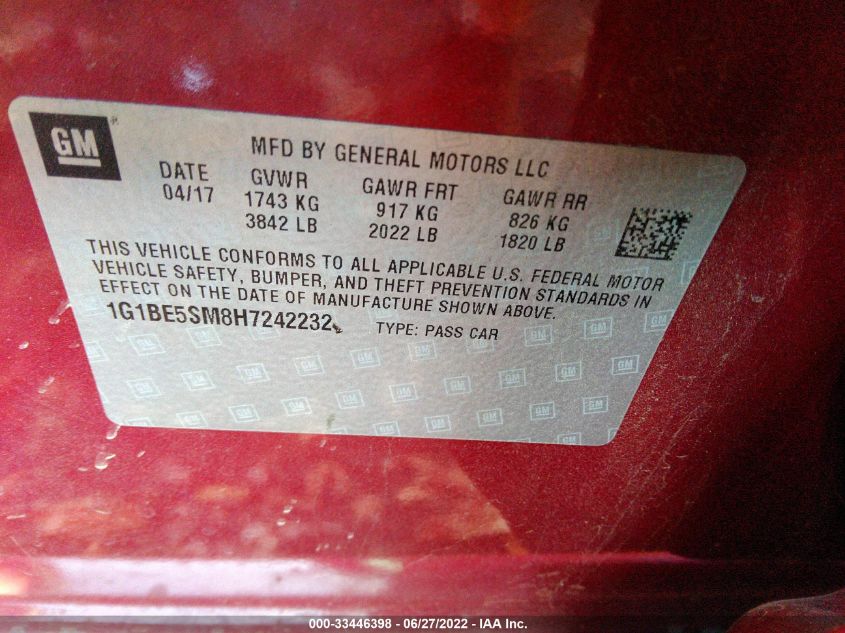 GM
MFD BY GENERAL MOTORS LLC
DATE GVWR GAWR FRT GAWR RR
04/17 1743 KG 917 KG 826 KG
3842 LB 2022 LB 1820 LB
THIS VEHICLE CONFORMS TO ALL APPLICABLE U.S. FEDERAL MOTOR
VEHICLE SAFETY, BUMPER, AND THEFT PREVENTION STANDARDS IN
EFFECT ON THE DATE OF MANUFACTURE SHOWN ABOVE.
1G1BE5SM8H7242232 TYPE: PASS CAR
000-33446398 - 06/27/2022 - IAA Inc.